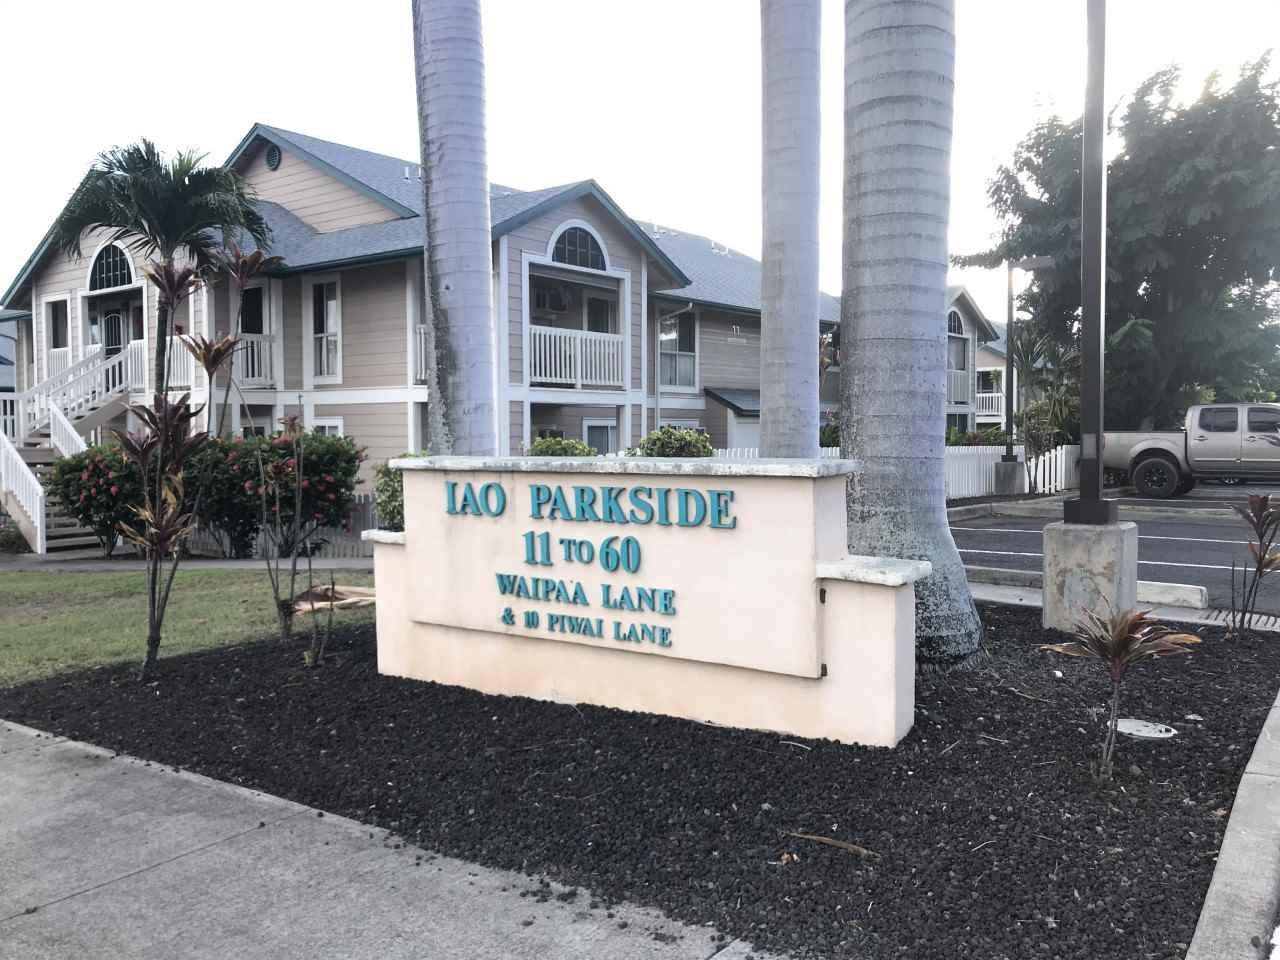 IAO PARKSIDE
11 TO 60
WAIPA'A LANE
& 10 PIWAI LANE
11